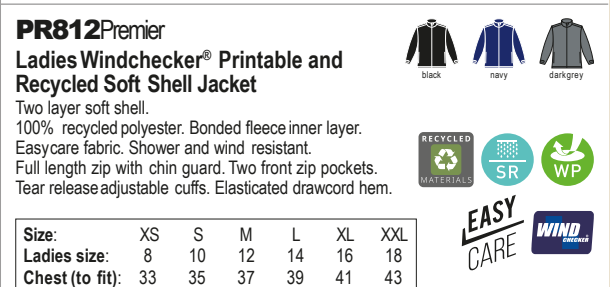 PR812Premier
Ladies Windchecker® Printable and
Recycled Soft Shell Jacket
Two layer soft shell.
100% recycled polyester. Bonded fleece inner layer.
Easycare fabric. Shower and wind resistant.
Full length zip with chin guard. Two front zip pockets.
Tear release adjustable cuffs. Elasticated drawcord hem.
Size: XS S M L XL XXL
Ladies size: 8 10 12 14 16 18
Chest (to fit): 33 35 37 39 41 43
black navy darkgrey
RECYCLED
MATERIALS
SR
WP
EASY
CARE
WIND
CHECKER